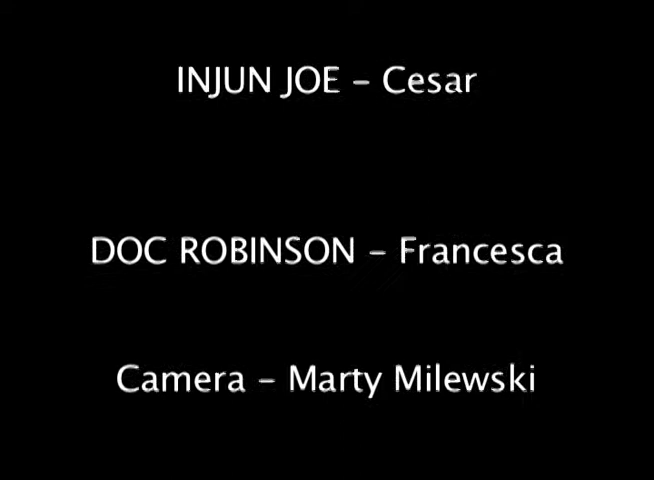 INJUN JOE – Cesar
DOC ROBINSON – Francesca
Camera – Marty Milewski